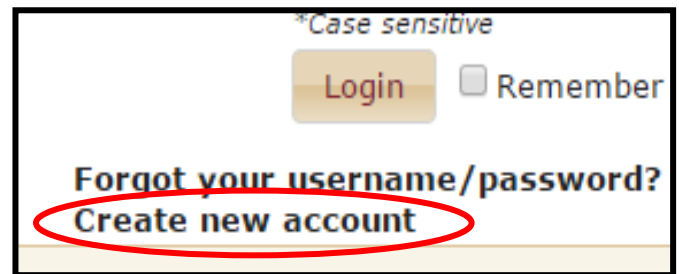 *Case sensitive
Login Remember
Forgot your username/password?
Create new account